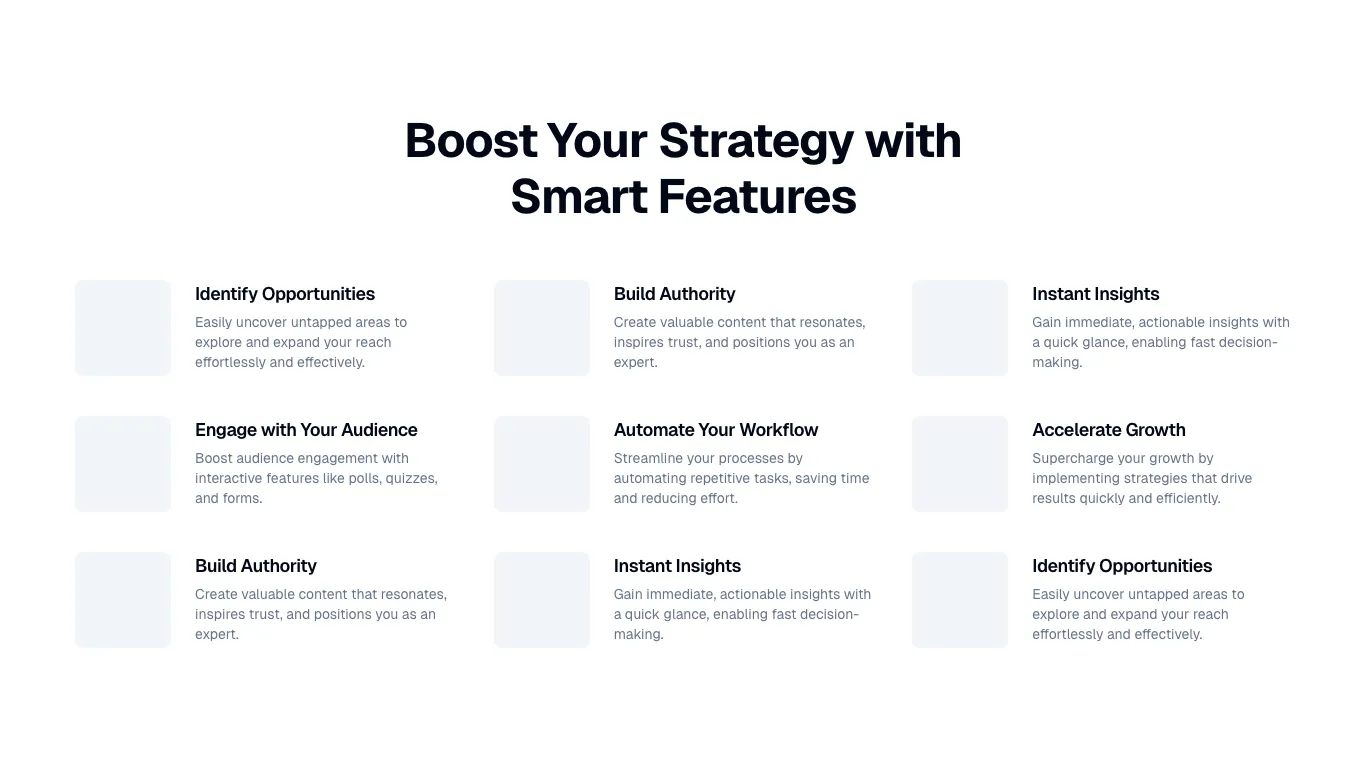 Boost Your Strategy with
Smart Features
Identify Opportunities
Easily uncover untapped areas to
explore and expand your reach
effortlessly and effectively.
Build Authority
Create valuable content that resonates,
inspires trust, and positions you as an
expert.
Instant Insights
Gain immediate, actionable insights with
a quick glance, enabling fast decision-
making.
Engage with Your Audience
Boost audience engagement with
interactive features like polls, quizzes,
and forms.
Automate Your Workflow
Streamline your processes by
automating repetitive tasks, saving time
and reducing effort.
Accelerate Growth
Supercharge your growth by
implementing strategies that drive
results quickly and efficiently.
Build Authority
Create valuable content that resonates,
inspires trust, and positions you as an
expert.
Instant Insights
Gain immediate, actionable insights with
a quick glance, enabling fast decision-
making.
Identify Opportunities
Easily uncover untapped areas to
explore and expand your reach
effortlessly and effectively.